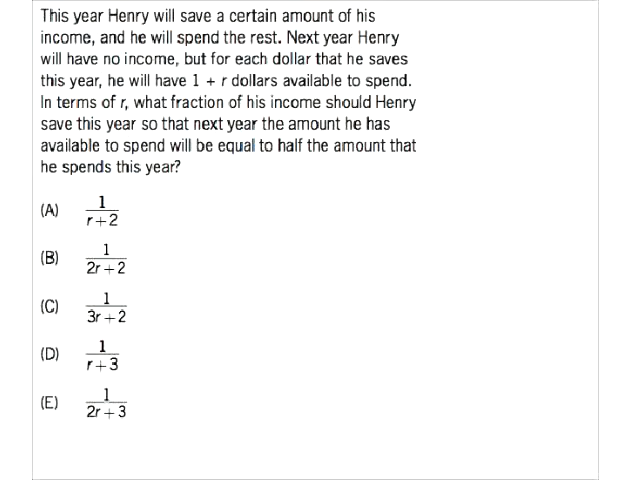 This year Henry will save a certain amount of his
income, and he will spend the rest. Next year Henry
will have no income, but for each dollar that he saves
this year, he will have 1 + r dollars available to spend.
In terms of r, what fraction of his income should Henry
save this year so that next year the amount he has
available to spend will be equal to half the amount that
he spends this year?
(A) 1
r+2
(B) 1
2r+2
(C) 1
3r+2
(D) 1
r+3
(E) 1
2r+3